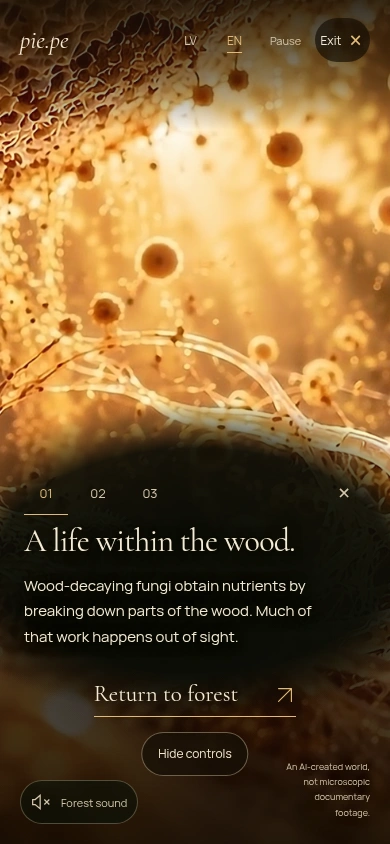 pie.pe
LV EN Pause Exit ×
01 02 03 ×
A life within the wood.
Wood-decaying fungi obtain nutrients by
breaking down parts of the wood. Much of
that work happens out of sight.
Return to forest
Hide controls
An AI-created world,
not microscopic
documentary
footage.
Forest sound